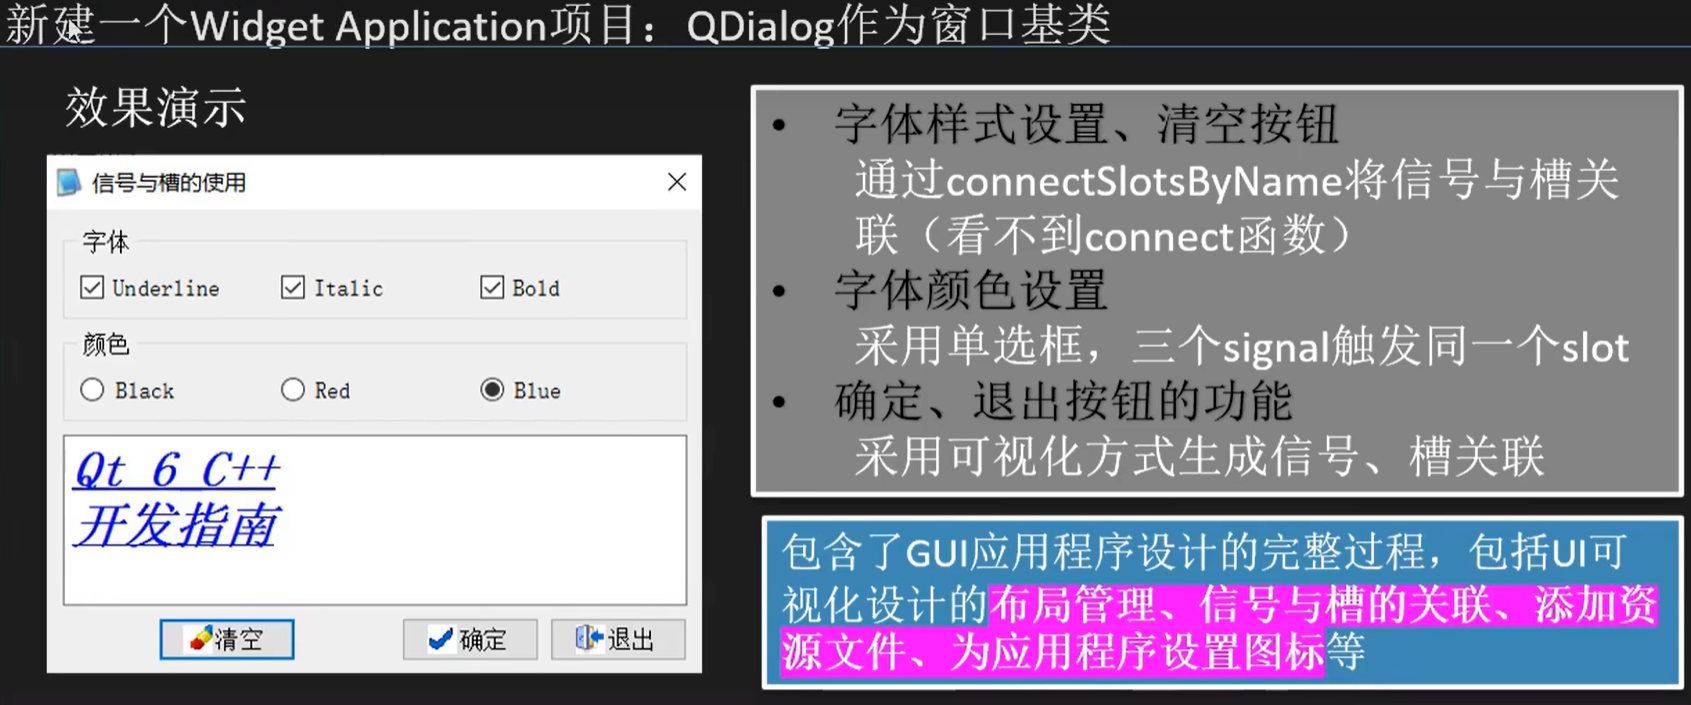 新建一个Widget Application项目：QDialog作为窗口基类
效果演示
信号与槽的使用
字体
Underline Italic Bold
颜色
Black Red Blue
Qt 6 C++
开发指南
清空 确定 退出
• 字体样式设置、清空按钮
通过connectSlotsByName将信号与槽关
联（看不到connect函数）
• 字体颜色设置
采用单选框，三个signal触发同一个slot
• 确定、退出按钮的功能
采用可视化方式生成信号、槽关联
包含了GUI应用程序设计的完整过程，包括UI可
视化设计的布局管理、信号与槽的关联、添加资
源文件、为应用程序设置图标等